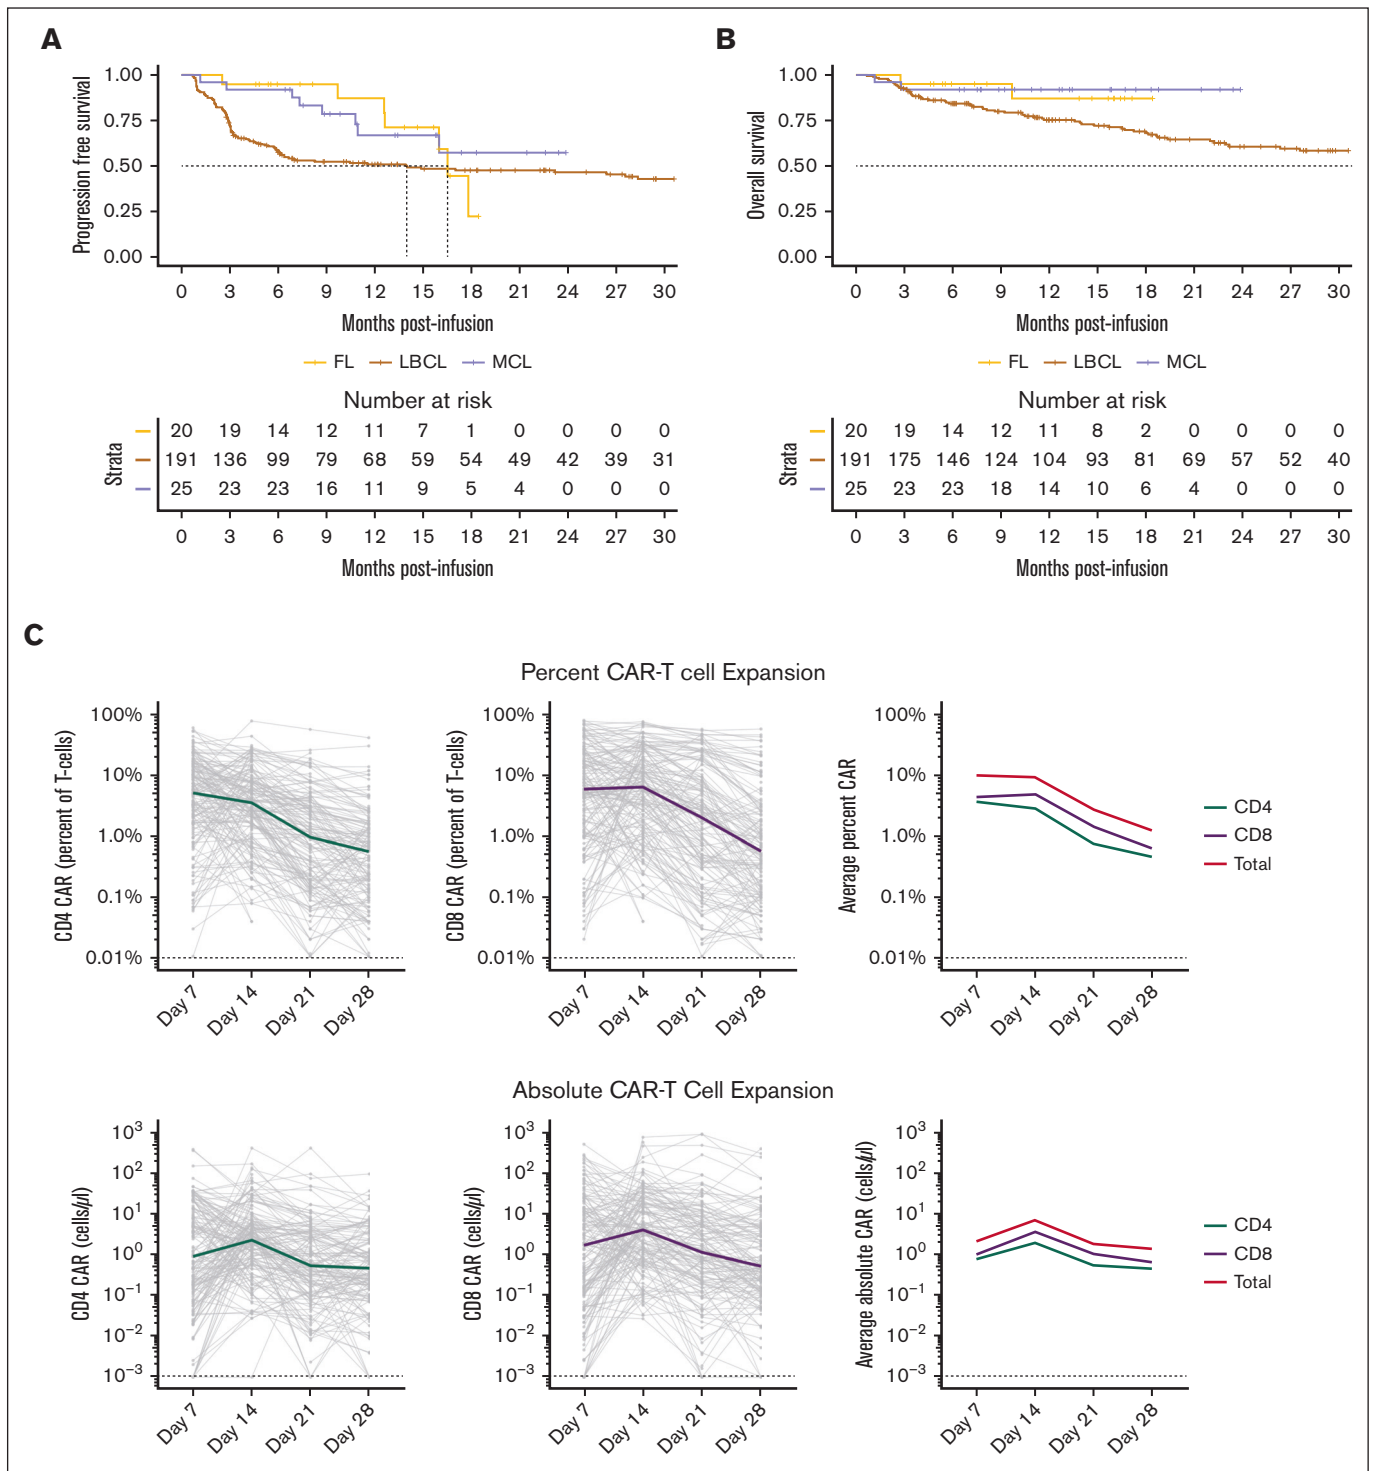 A
Progression free survival
1.00
0.75
0.50
0.25
0.00
0 3 6 9 12 15 18 21 24 27 30
Months post-infusion
FL LBCL MCL
Number at risk
Strata
20 19 14 12 11 7 1 0 0 0 0
191 136 99 79 68 59 54 49 42 39 31
25 23 23 16 11 9 5 4 0 0 0
0 3 6 9 12 15 18 21 24 27 30
Months post-infusion
B
Overall survival
1.00
0.75
0.50
0.25
0.00
0 3 6 9 12 15 18 21 24 27 30
Months post-infusion
FL LBCL MCL
Number at risk
Strata
20 19 14 12 11 8 2 0 0 0 0
191 175 146 124 104 93 81 69 57 52 40
25 23 23 18 14 10 6 4 0 0 0
0 3 6 9 12 15 18 21 24 27 30
Months post-infusion
C
Percent CAR-T cell Expansion
CD4 CAR (percent of T-cells)
100%
10%
1.0%
0.1%
0.01%
Day 7 Day 14 Day 21 Day 28
CD8 CAR (percent of T-cells)
100%
10%
1.0%
0.1%
0.01%
Day 7 Day 14 Day 21 Day 28
Average percent CAR
100%
10%
1.0%
0.1%
0.01%
Day 7 Day 14 Day 21 Day 28
CD4
CD8
Total
Absolute CAR-T Cell Expansion
CD4 CAR (cells/µl)
10³
10²
10¹
10⁰
10⁻¹
10⁻²
10⁻³
Day 7 Day 14 Day 21 Day 28
CD8 CAR (cells/µl)
10³
10²
10¹
10⁰
10⁻¹
10⁻²
10⁻³
Day 7 Day 14 Day 21 Day 28
Average absolute CAR (cells/µl)
10³
10²
10¹
10⁰
10⁻¹
10⁻²
10⁻³
Day 7 Day 14 Day 21 Day 28
CD4
CD8
Total